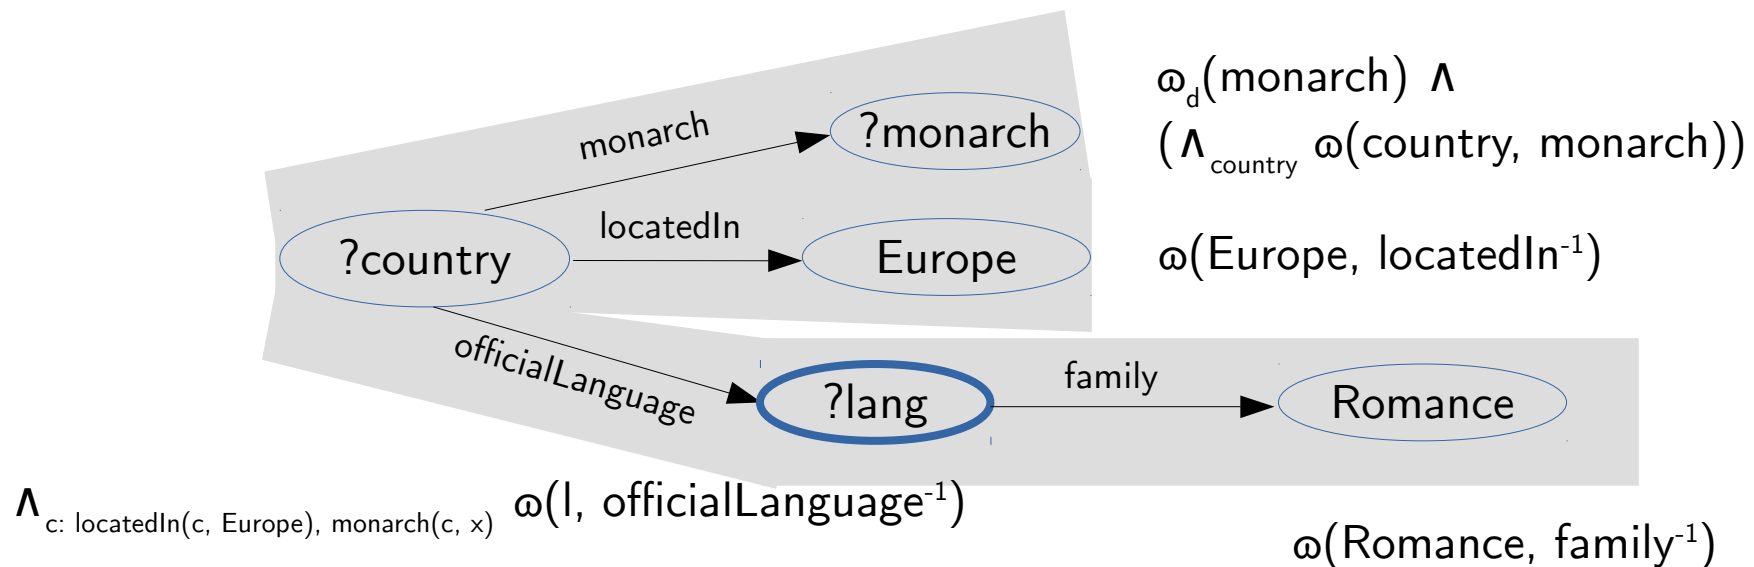 ϖ_d(monarch) ∧
monarch
?monarch
(∧_country ϖ(country, monarch))
locatedIn
?country
Europe
ϖ(Europe, locatedIn⁻¹)
officialLanguage
family
?lang
Romance
∧_c: locatedIn(c, Europe), monarch(c, x) ϖ(l, officialLanguage⁻¹)
ϖ(Romance, family⁻¹)